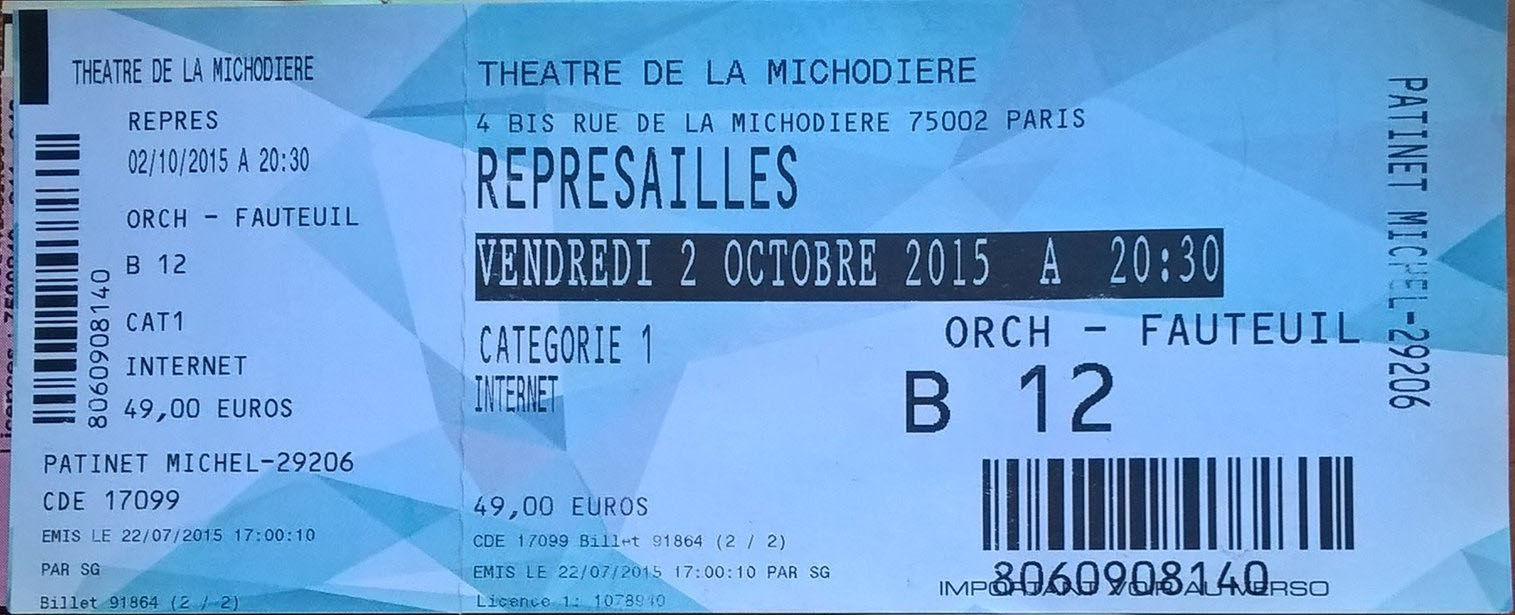 THEATRE DE LA MICHODIERE
REPRES
02/10/2015 A 20:30
ORCH - FAUTEUIL
B 12
CAT1
INTERNET
49,00 EUROS
8060908140
PATINET MICHEL-29206
CDE 17099
EMIS LE 22/07/2015 17:00:10
PAR SG
Billet 91864 (2 / 2)
THEATRE DE LA MICHODIERE
4 BIS RUE DE LA MICHODIERE 75002 PARIS
REPRESAILLES
VENDREDI 2 OCTOBRE 2015 A 20:30
CATEGORIE 1
INTERNET
ORCH - FAUTEUIL
B 12
49,00 EUROS
CDE 17099 Billet 91864 (2 / 2)
EMIS LE 22/07/2015 17:00:10 PAR SG
Licence 1: 1078910
8060908140
IMPORTANT VOIR AU VERSO
PATINET MICHEL-29206